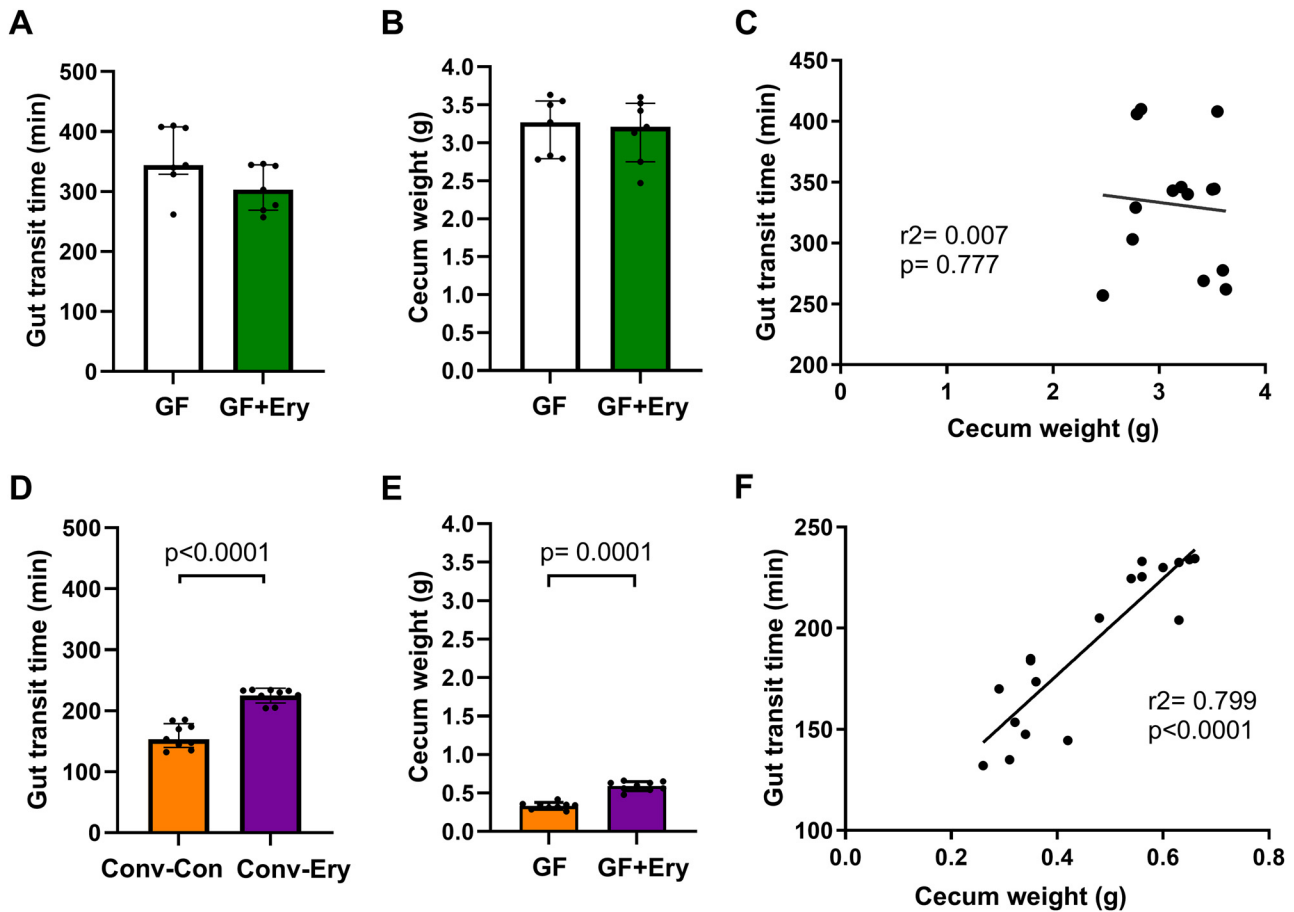 A
Gut transit time (min)
500
400
300
200
100
0
GF
GF+Ery
B
Cecum weight (g)
4.0
3.5
3.0
2.5
2.0
1.5
1.0
0.5
0.0
GF
GF+Ery
C
Gut transit time (min)
450
400
350
300
250
200
r2= 0.007
p= 0.777
0
1
2
3
4
Cecum weight (g)
D
Gut transit time (min)
500
400
300
200
100
0
p<0.0001
Conv-Con
Conv-Ery
E
Cecum weight (g)
4.0
3.5
3.0
2.5
2.0
1.5
1.0
0.5
0.0
p= 0.0001
GF
GF+Ery
F
Gut transit time (min)
250
200
150
100
r2= 0.799
p<0.0001
0.0
0.2
0.4
0.6
0.8
Cecum weight (g)